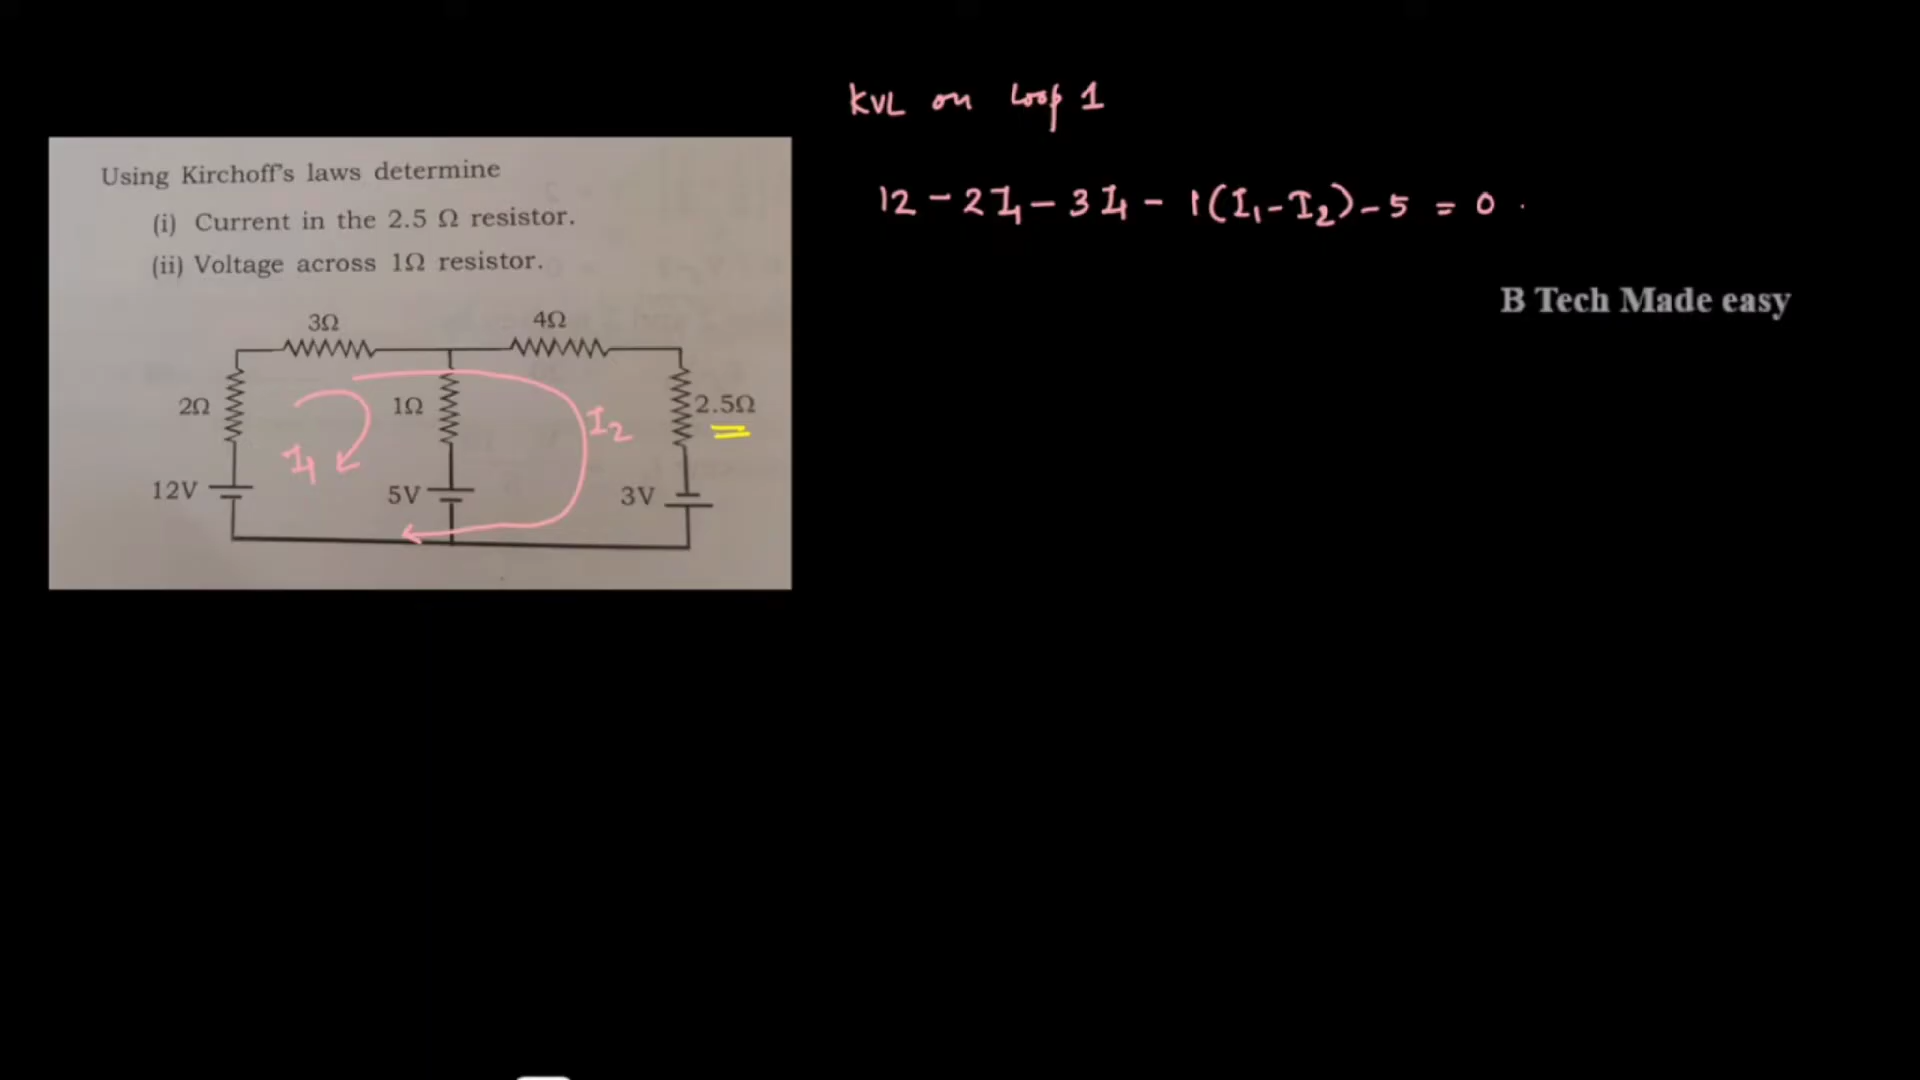 KVL on Loop 1
12 - 2I₁ - 3I₁ - 1(I₁-I₂) - 5 = 0 .
B Tech Made easy
Using Kirchoff's laws determine
(i) Current in the 2.5 Ω resistor.
(ii) Voltage across 1Ω resistor.
3Ω 4Ω
2Ω 1Ω I₂ 2.5Ω
I₁
12V 5V 3V